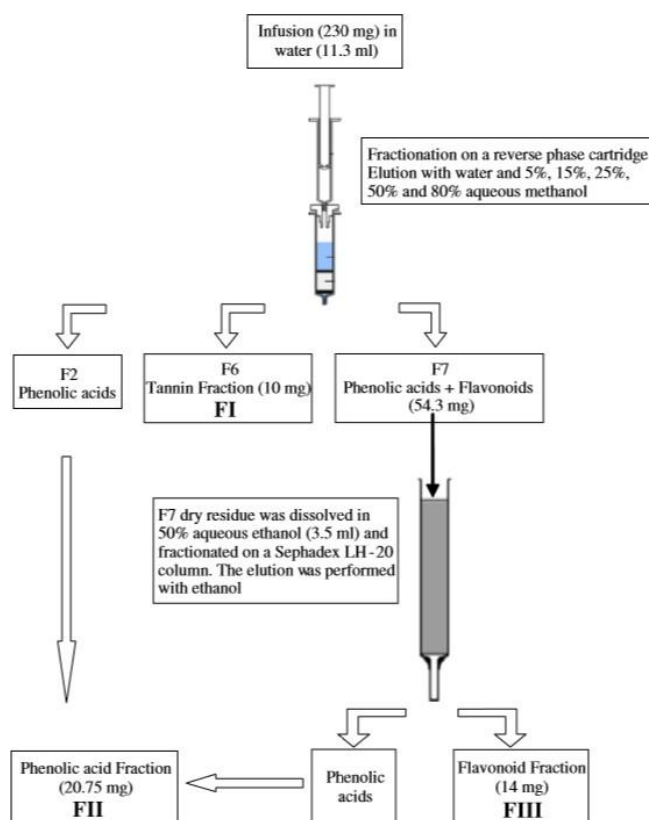 Infusion (230 mg) in
water (11.3 ml)
Fractionation on a reverse phase cartridge
Elution with water and 5%, 15%, 25%,
50% and 80% aqueous methanol
F2
Phenolic acids
F6
Tannin Fraction (10 mg)
FI
F7
Phenolic acids + Flavonoids
(54.3 mg)
F7 dry residue was dissolved in
50% aqueous ethanol (3.5 ml) and
fractionated on a Sephadex LH-20
column. The elution was performed
with ethanol
Phenolic acid Fraction
(20.75 mg)
FII
Phenolic
acids
Flavonoid Fraction
(14 mg)
FIII